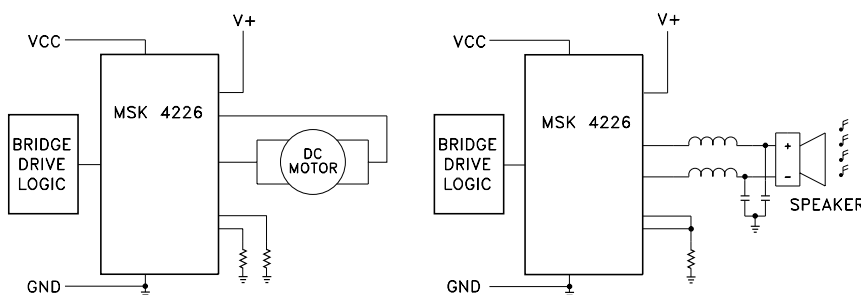 V+
VCC
MSK 4226
BRIDGE
DRIVE
LOGIC
DC
MOTOR
GND
V+
VCC
MSK 4226
BRIDGE
DRIVE
LOGIC
+
-
SPEAKER
GND